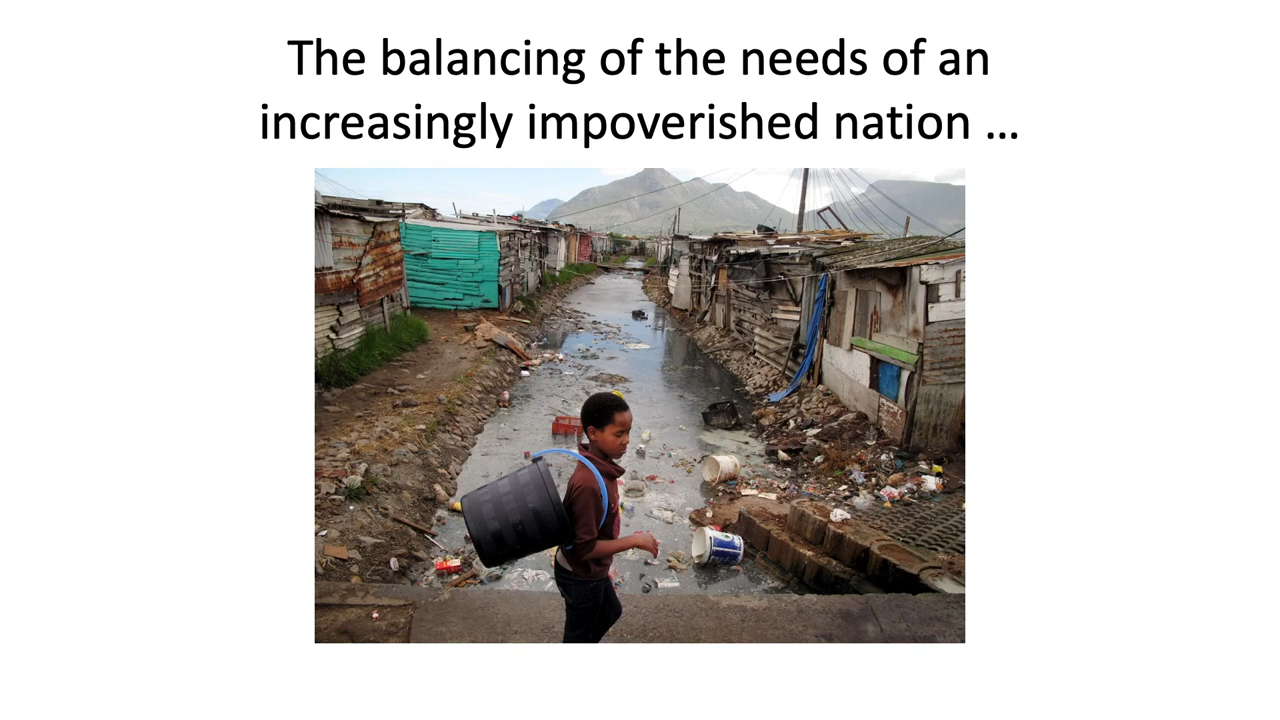 The balancing of the needs of an
increasingly impoverished nation …